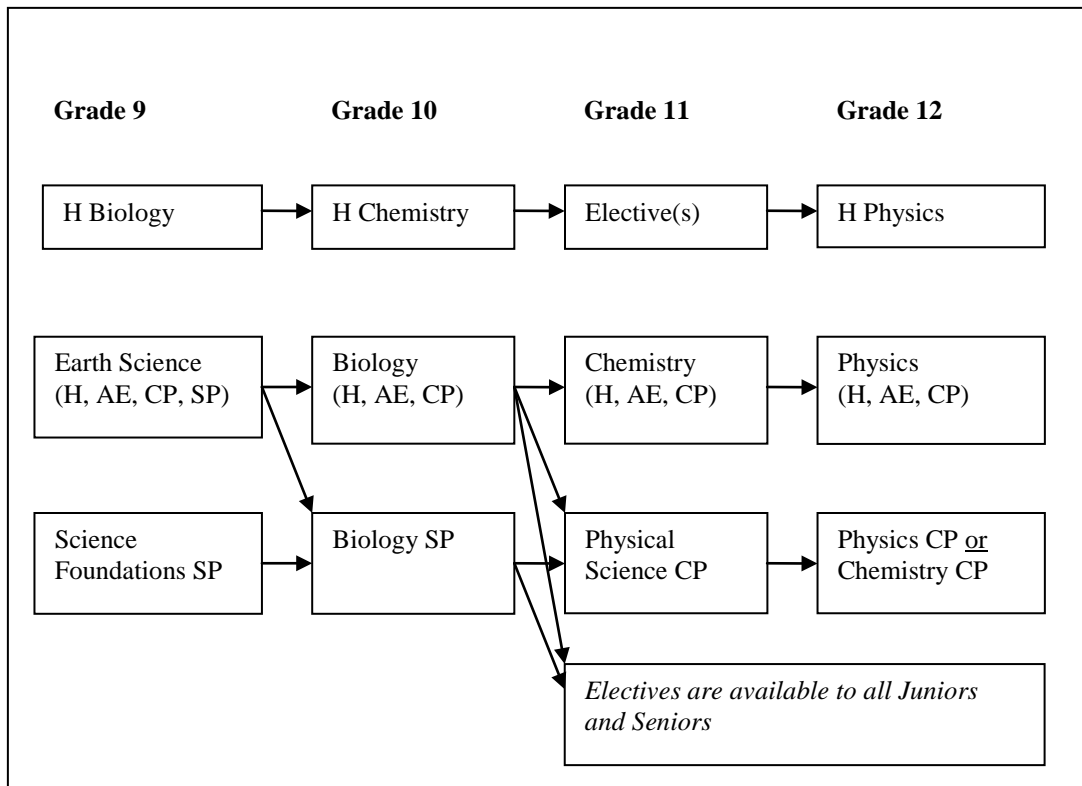 Grade 9 Grade 10 Grade 11 Grade 12
H Biology H Chemistry Elective(s) H Physics
Earth Science Biology Chemistry Physics
(H, AE, CP, SP) (H, AE, CP) (H, AE, CP) (H, AE, CP)
Science Biology SP Physical Physics CP or
Foundations SP Science CP Chemistry CP
Electives are available to all Juniors
and Seniors